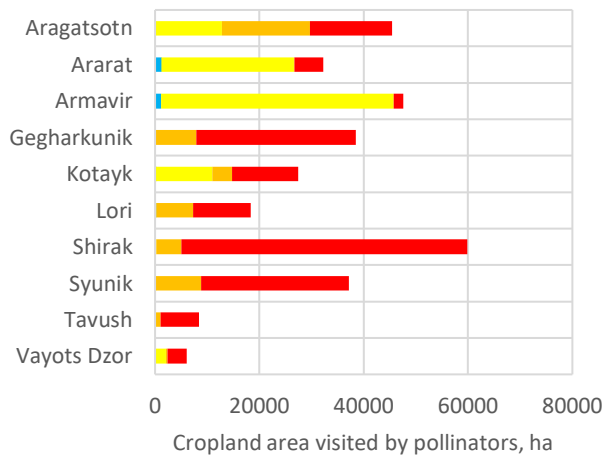 Aragatsotn
Ararat
Armavir
Gegharkunik
Kotayk
Lori
Shirak
Syunik
Tavush
Vayots Dzor
0 20000 40000 60000 80000
Cropland area visited by pollinators, ha